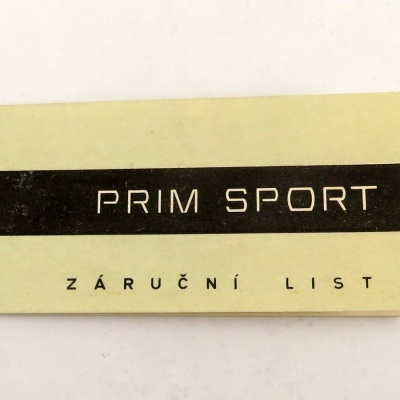 PRIM SPORT
ZÁRUČNÍ LIST